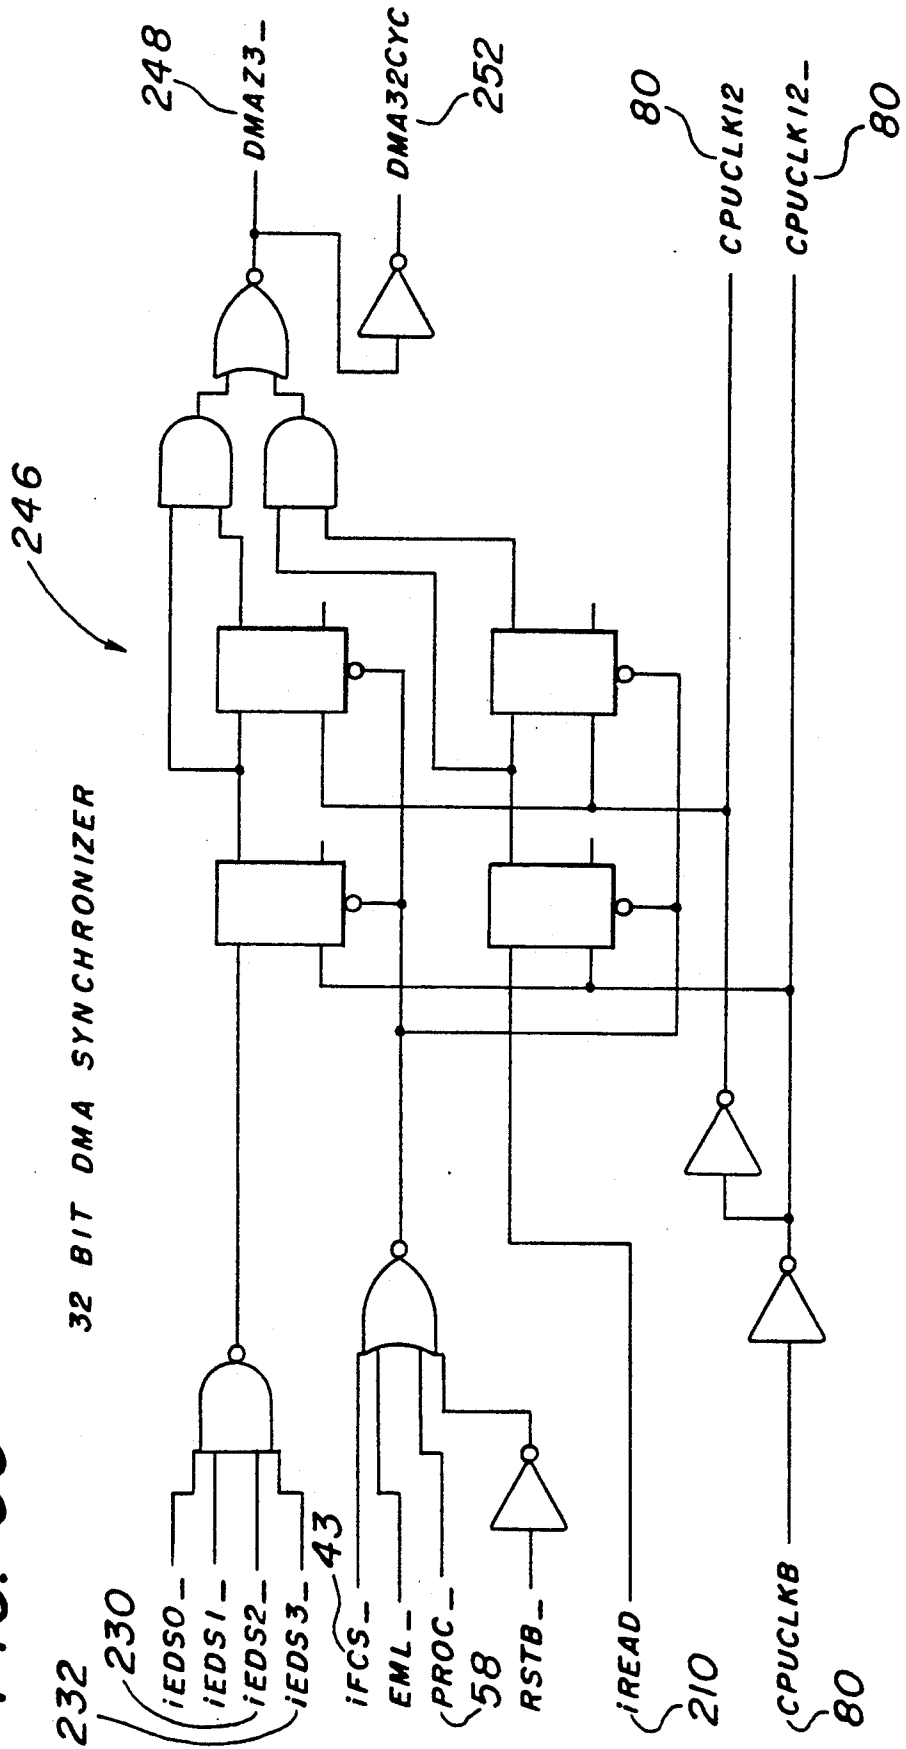 246
32 BIT DMA SYNCHRONIZER
248
DMAZ3_
DMA32CYC
252
80
CPUCLK12
CPUCLK12_
80
232
230
iEDS0_
iEDS1_
iEDS2_
iEDS3_
43
iFCS_
EML_
PROC_
58
RSTB_
iREAD
210
CPUCLKB
80